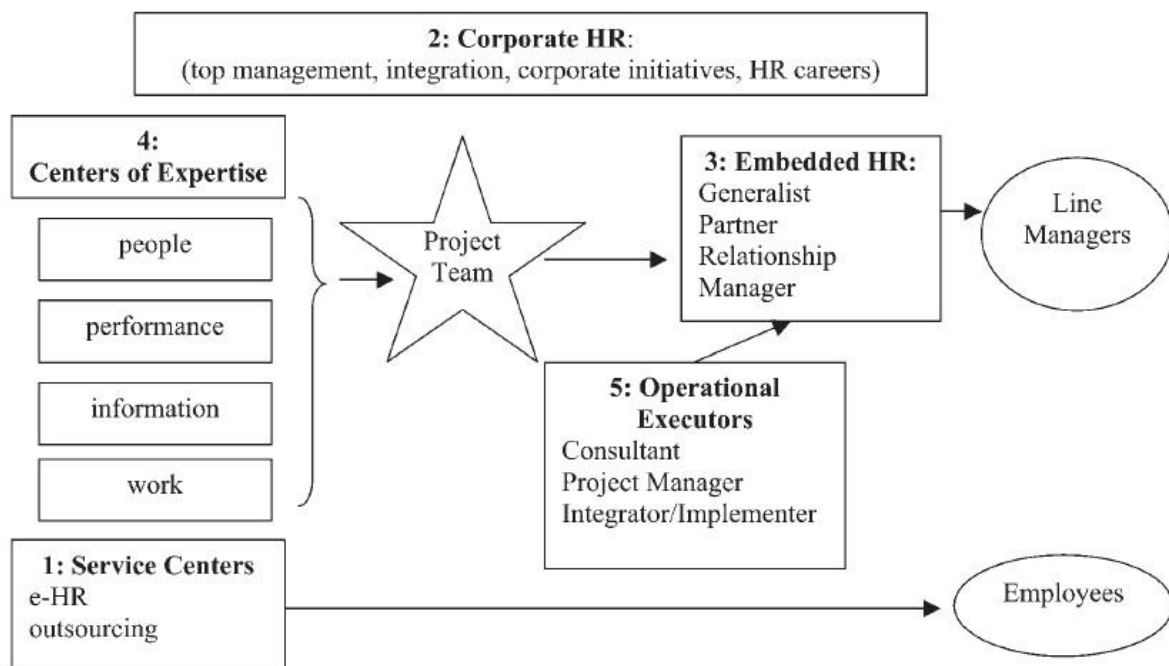 2: Corporate HR:
(top management, integration, corporate initiatives, HR careers)
4:
Centers of Expertise
people
performance
information
work
Project
Team
3: Embedded HR:
Generalist
Partner
Relationship
Manager
Line
Managers
5: Operational
Executors
Consultant
Project Manager
Integrator/Implementer
1: Service Centers
e-HR
outsourcing
Employees